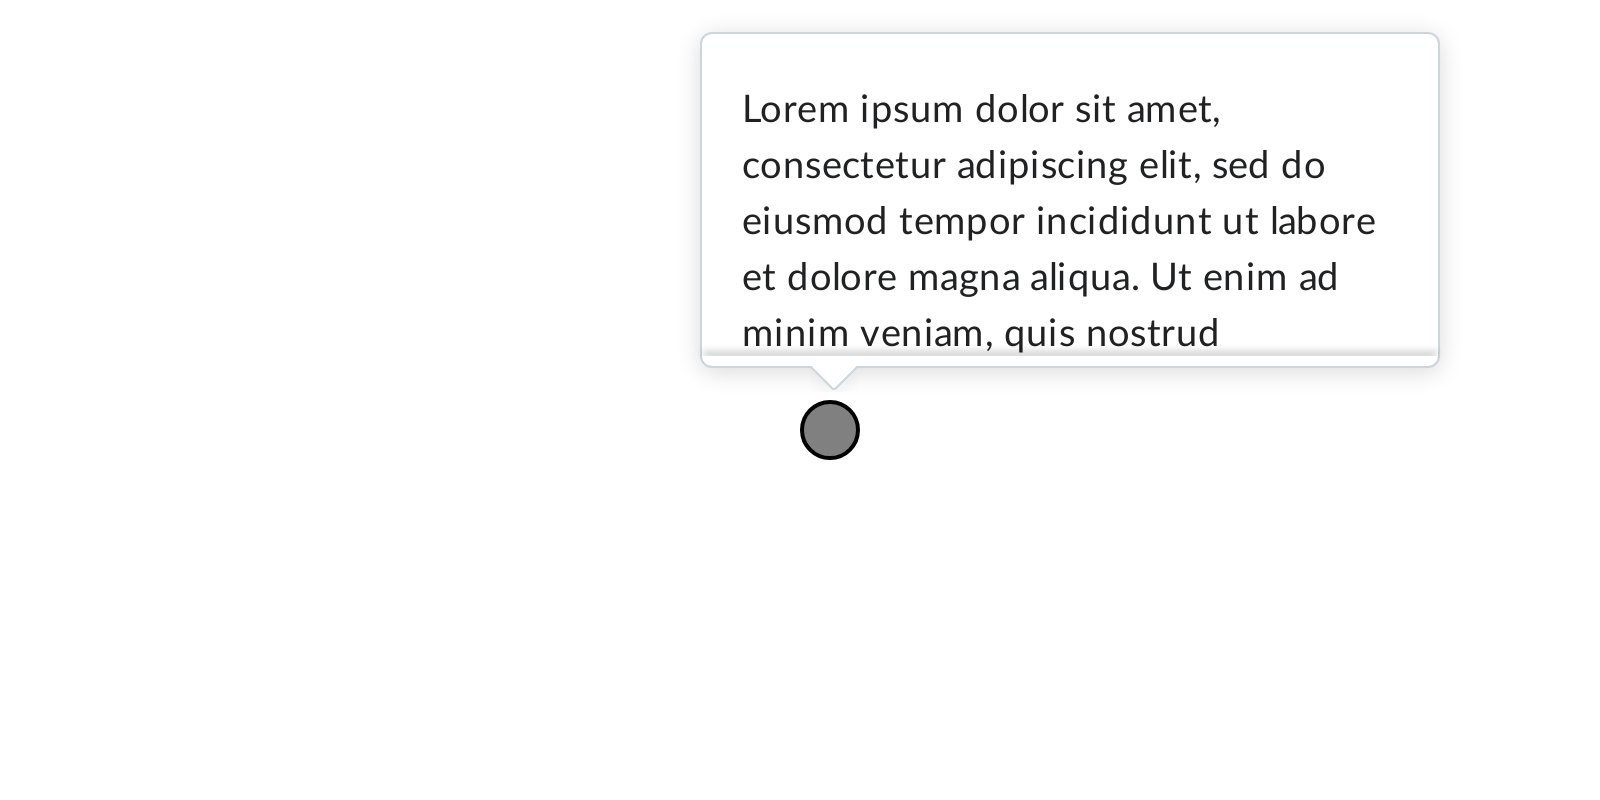 Lorem ipsum dolor sit amet,
consectetur adipiscing elit, sed do
eiusmod tempor incididunt ut labore
et dolore magna aliqua. Ut enim ad
minim veniam, quis nostrud